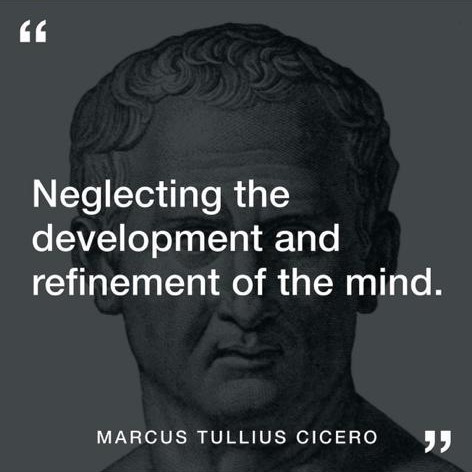 “
Neglecting the
development and
refinement of the mind.
MARCUS TULLIUS CICERO
”